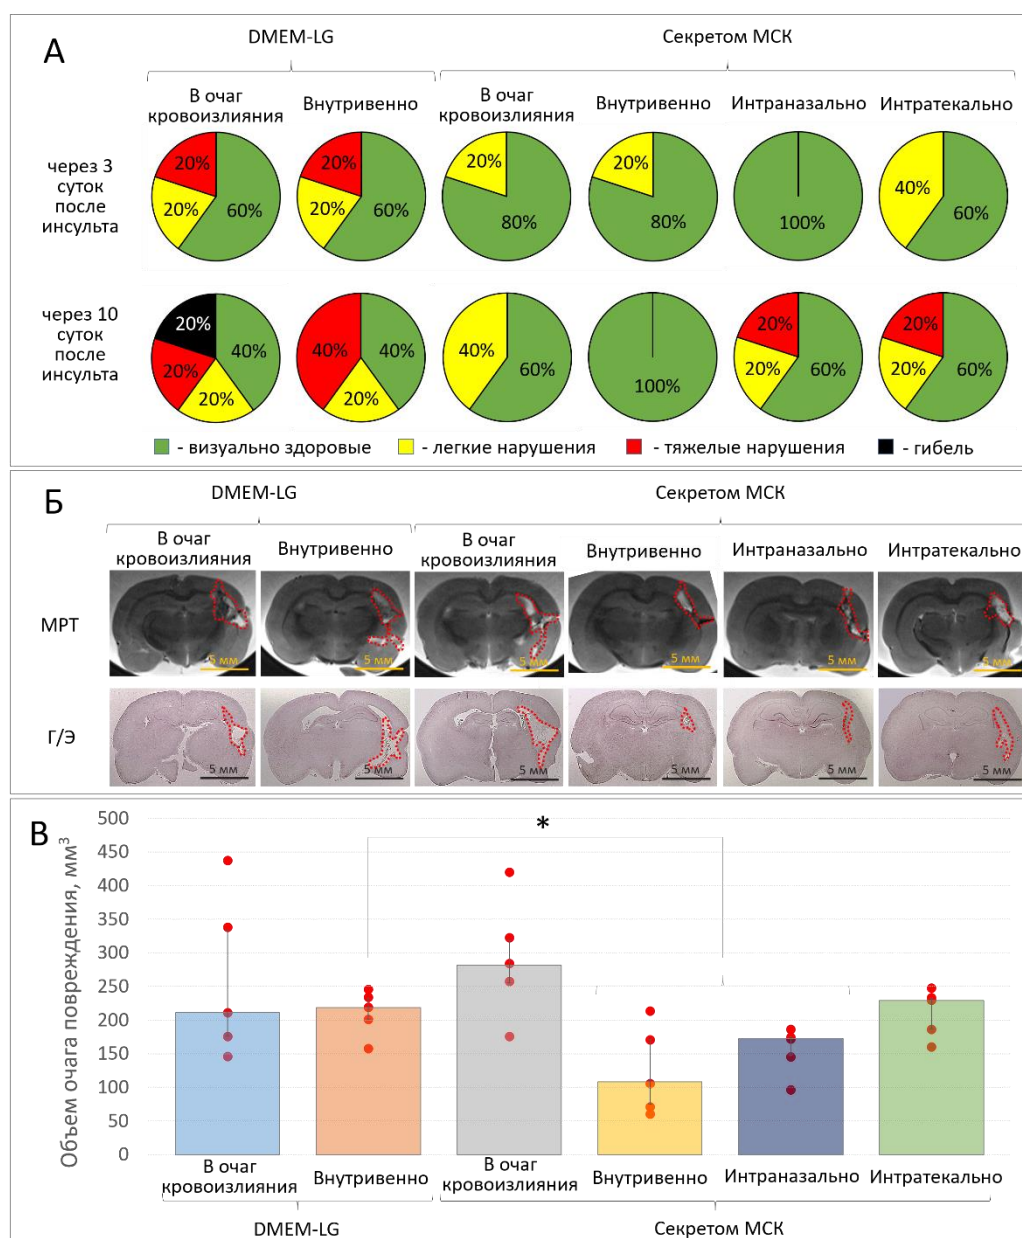 А
DMEM-LG
Секретом МСК
В очаг
кровоизлияния
Внутривенно
В очаг
кровоизлияния
Внутривенно
Интраназально
Интратекально
через 3
суток
после
инсульта
20%
20%
60%
20%
20%
60%
20%
80%
20%
80%
100%
40%
60%
через 10
суток
после
инсульта
20%
40%
20%
20%
40%
40%
20%
40%
60%
100%
20%
20%
60%
20%
20%
60%
- визуально здоровые
- легкие нарушения
- тяжелые нарушения
- гибель
Б
DMEM-LG
Секретом МСК
В очаг
кровоизлияния
Внутривенно
В очаг
кровоизлияния
Внутривенно
Интраназально
Интратекально
МРТ
5 мм
5 мм
5 мм
5 мм
5 мм
5 мм
Г/Э
5 мм
5 мм
5 мм
5 мм
5 мм
5 мм
В
Объем очага повреждения, мм³
500
450
400
350
300
250
200
150
100
50
0
*
В очаг
кровоизлияния
Внутривенно
В очаг
кровоизлияния
Внутривенно
Интраназально
Интратекально
DMEM-LG
Секретом МСК